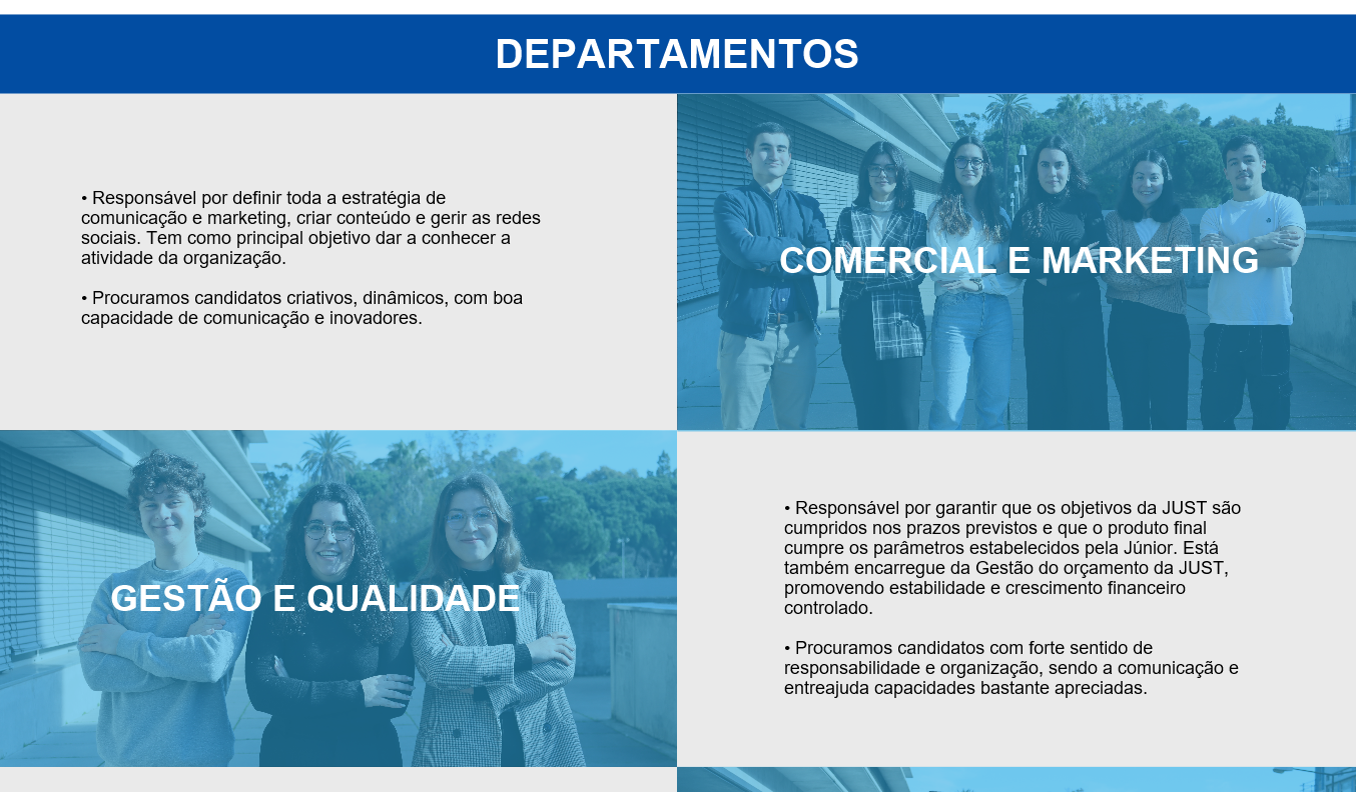 DEPARTAMENTOS
• Responsável por definir toda a estratégia de
comunicação e marketing, criar conteúdo e gerir as redes
sociais. Tem como principal objetivo dar a conhecer a
atividade da organização.
• Procuramos candidatos criativos, dinâmicos, com boa
capacidade de comunicação e inovadores.
COMERCIAL E MARKETING
GESTÃO E QUALIDADE
• Responsável por garantir que os objetivos da JUST são
cumpridos nos prazos previstos e que o produto final
cumpre os parâmetros estabelecidos pela Júnior. Está
também encarregue da Gestão do orçamento da JUST,
promovendo estabilidade e crescimento financeiro
controlado.
• Procuramos candidatos com forte sentido de
responsabilidade e organização, sendo a comunicação e
entreajuda capacidades bastante apreciadas.